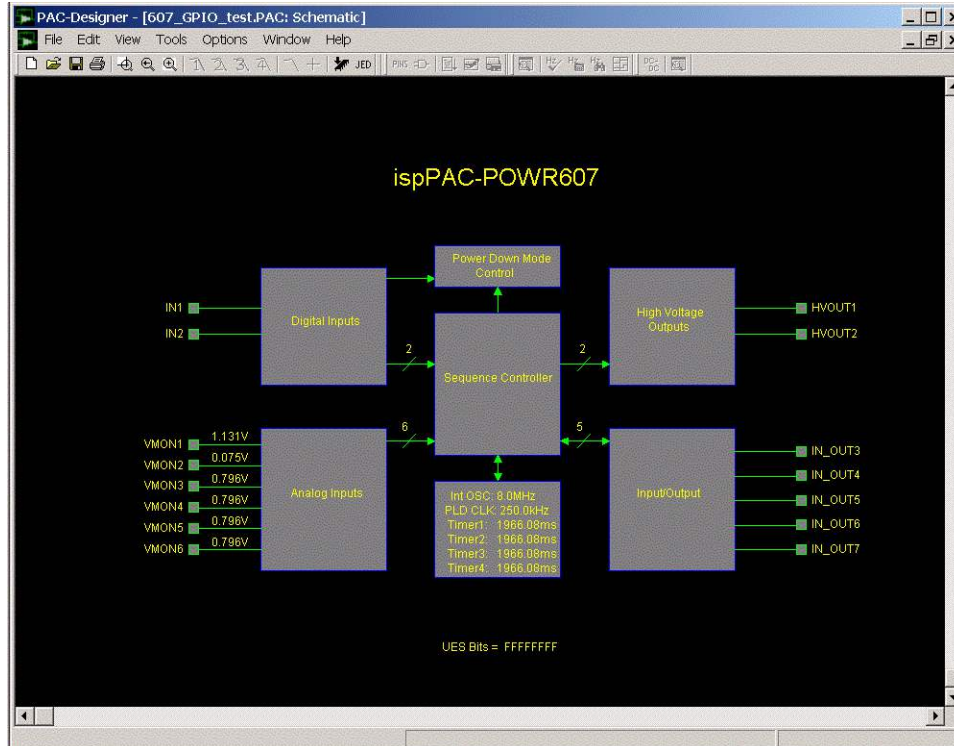 PAC-Designer - [607_GPIO_test.PAC: Schematic]
File Edit View Tools Options Window Help
JED
ispPAC-POWR607
Power Down Mode
Control
IN1
IN2
Digital Inputs
High Voltage
Outputs
HVOUT1
HVOUT2
2
2
Sequence Controller
6
5
VMON1 1.131V
VMON2 0.075V
VMON3 0.796V
VMON4 0.796V
VMON5 0.796V
VMON6 0.796V
Analog Inputs
Int OSC: 8.0MHz
PLD CLK: 250.0kHz
Timer1: 1966.08ms
Timer2: 1966.08ms
Timer3: 1966.08ms
Timer4: 1966.08ms
Input/Output
IN_OUT3
IN_OUT4
IN_OUT5
IN_OUT6
IN_OUT7
UES Bits = FFFFFFFF